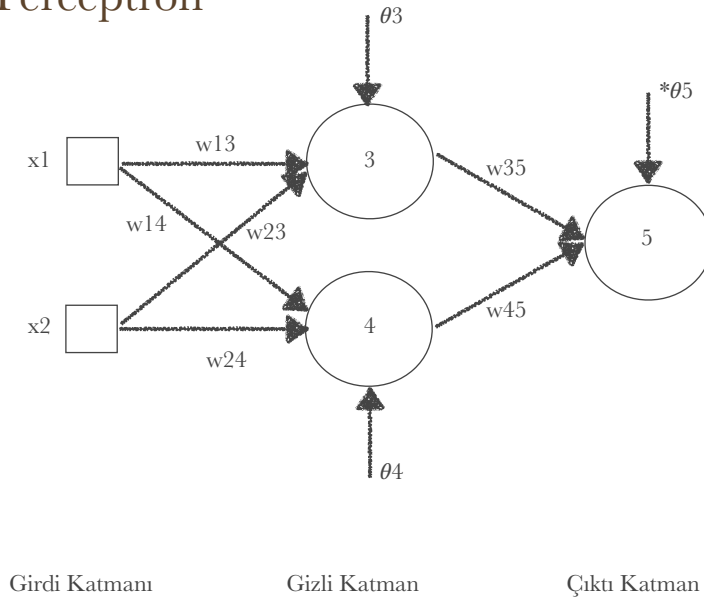 Perceptron
θ3
*θ5
x1
w13
3
w35
w14
w23
5
x2
4
w45
w24
θ4
Girdi Katmanı
Gizli Katman
Çıktı Katman